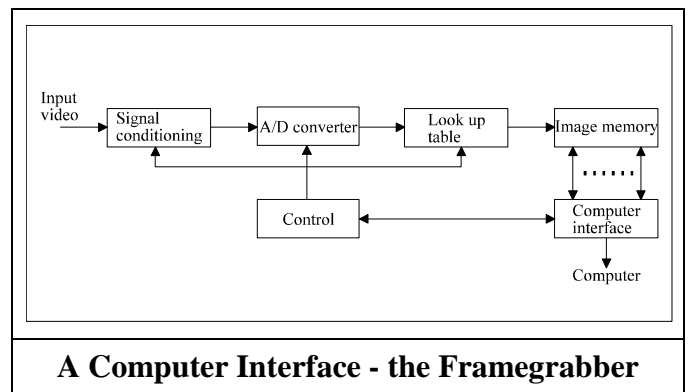 Input
video
Signal
conditioning
A/D converter
Look up
table
Image memory
Control
Computer
interface
Computer
A Computer Interface - the Framegrabber